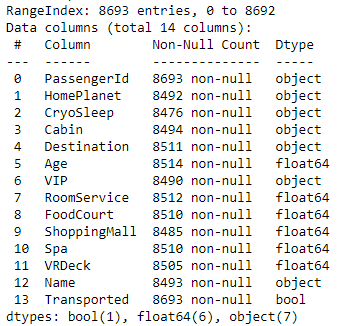 RangeIndex: 8693 entries, 0 to 8692
Data columns (total 14 columns):
 #   Column        Non-Null Count  Dtype
---  ------        --------------  -----
 0   PassengerId   8693 non-null   object
 1   HomePlanet    8492 non-null   object
 2   CryoSleep     8476 non-null   object
 3   Cabin         8494 non-null   object
 4   Destination   8511 non-null   object
 5   Age           8514 non-null   float64
 6   VIP           8490 non-null   object
 7   RoomService   8512 non-null   float64
 8   FoodCourt     8510 non-null   float64
 9   ShoppingMall  8485 non-null   float64
 10  Spa           8510 non-null   float64
 11  VRDeck        8505 non-null   float64
 12  Name          8493 non-null   object
 13  Transported   8693 non-null   bool
dtypes: bool(1), float64(6), object(7)